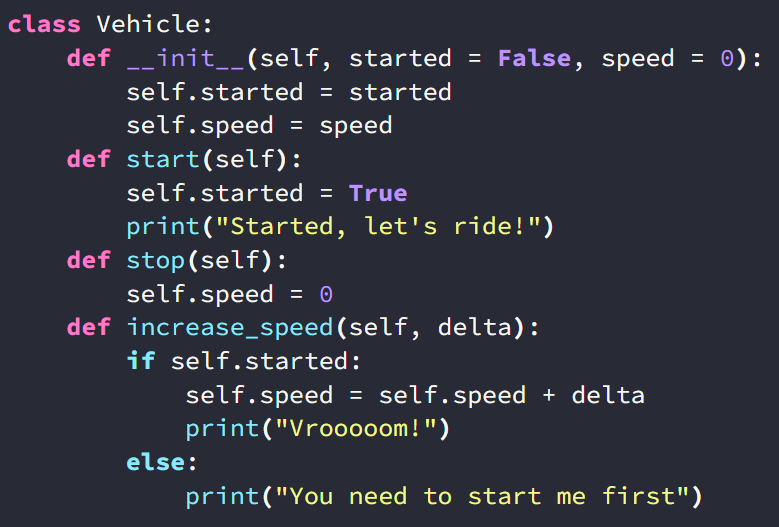 class Vehicle:
    def __init__(self, started = False, speed = 0):
        self.started = started
        self.speed = speed
    def start(self):
        self.started = True
        print("Started, let's ride!")
    def stop(self):
        self.speed = 0
    def increase_speed(self, delta):
        if self.started:
            self.speed = self.speed + delta
            print("Vrooooom!")
        else:
            print("You need to start me first")